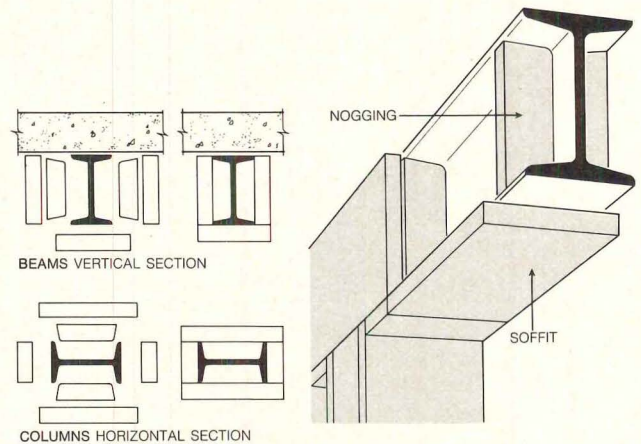 NOGGING
BEAMS VERTICAL SECTION
SOFFIT
COLUMNS HORIZONTAL SECTION